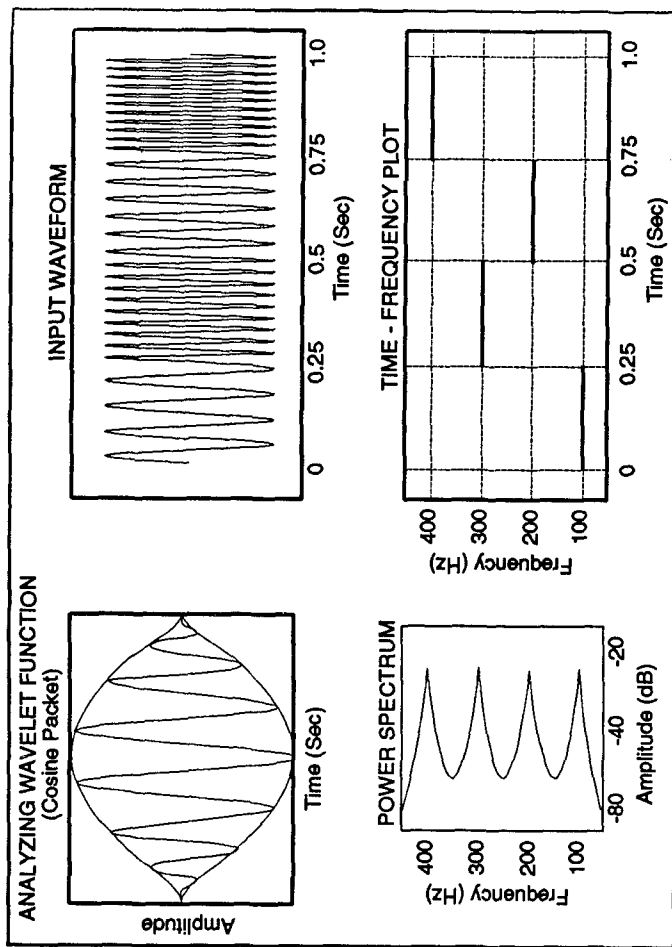 ANALYZING WAVELET FUNCTION
(Cosine Packet)
Amplitude
Time (Sec)
INPUT WAVEFORM
0 0.25 0.5 0.75 1.0
Time (Sec)
POWER SPECTRUM
Frequency (Hz)
400
300
200
100
-80 -40 -20
Amplitude (dB)
TIME - FREQUENCY PLOT
Frequency (Hz)
400
300
200
100
0 0.25 0.5 0.75 1.0
Time (Sec)